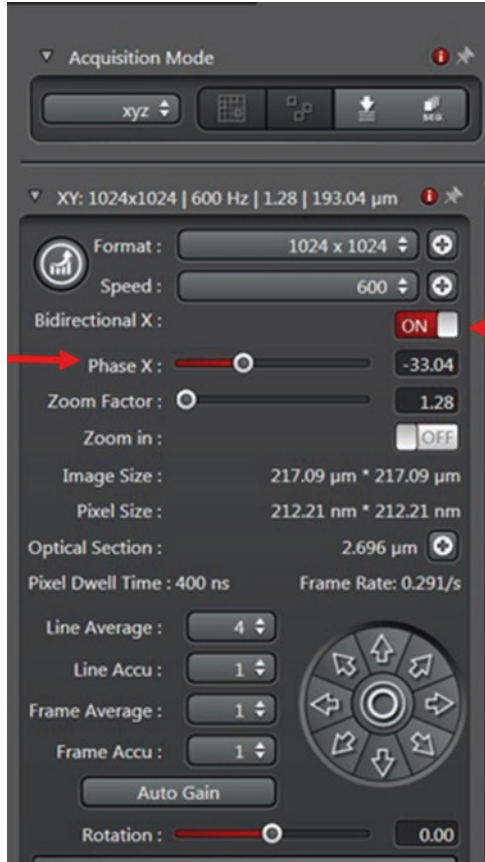 Acquisition Mode
xyz
SEQ.
XY: 1024x1024 | 600 Hz | 1.28 | 193.04 µm
Format : 1024 x 1024
Speed : 600
Bidirectional X : ON
Phase X : -33.04
Zoom Factor : 1.28
Zoom in : OFF
Image Size : 217.09 µm * 217.09 µm
Pixel Size : 212.21 nm * 212.21 nm
Optical Section : 2.696 µm
Pixel Dwell Time : 400 ns Frame Rate: 0.291/s
Line Average : 4
Line Accu : 1
Frame Average : 1
Frame Accu : 1
Auto Gain
Rotation : 0.00